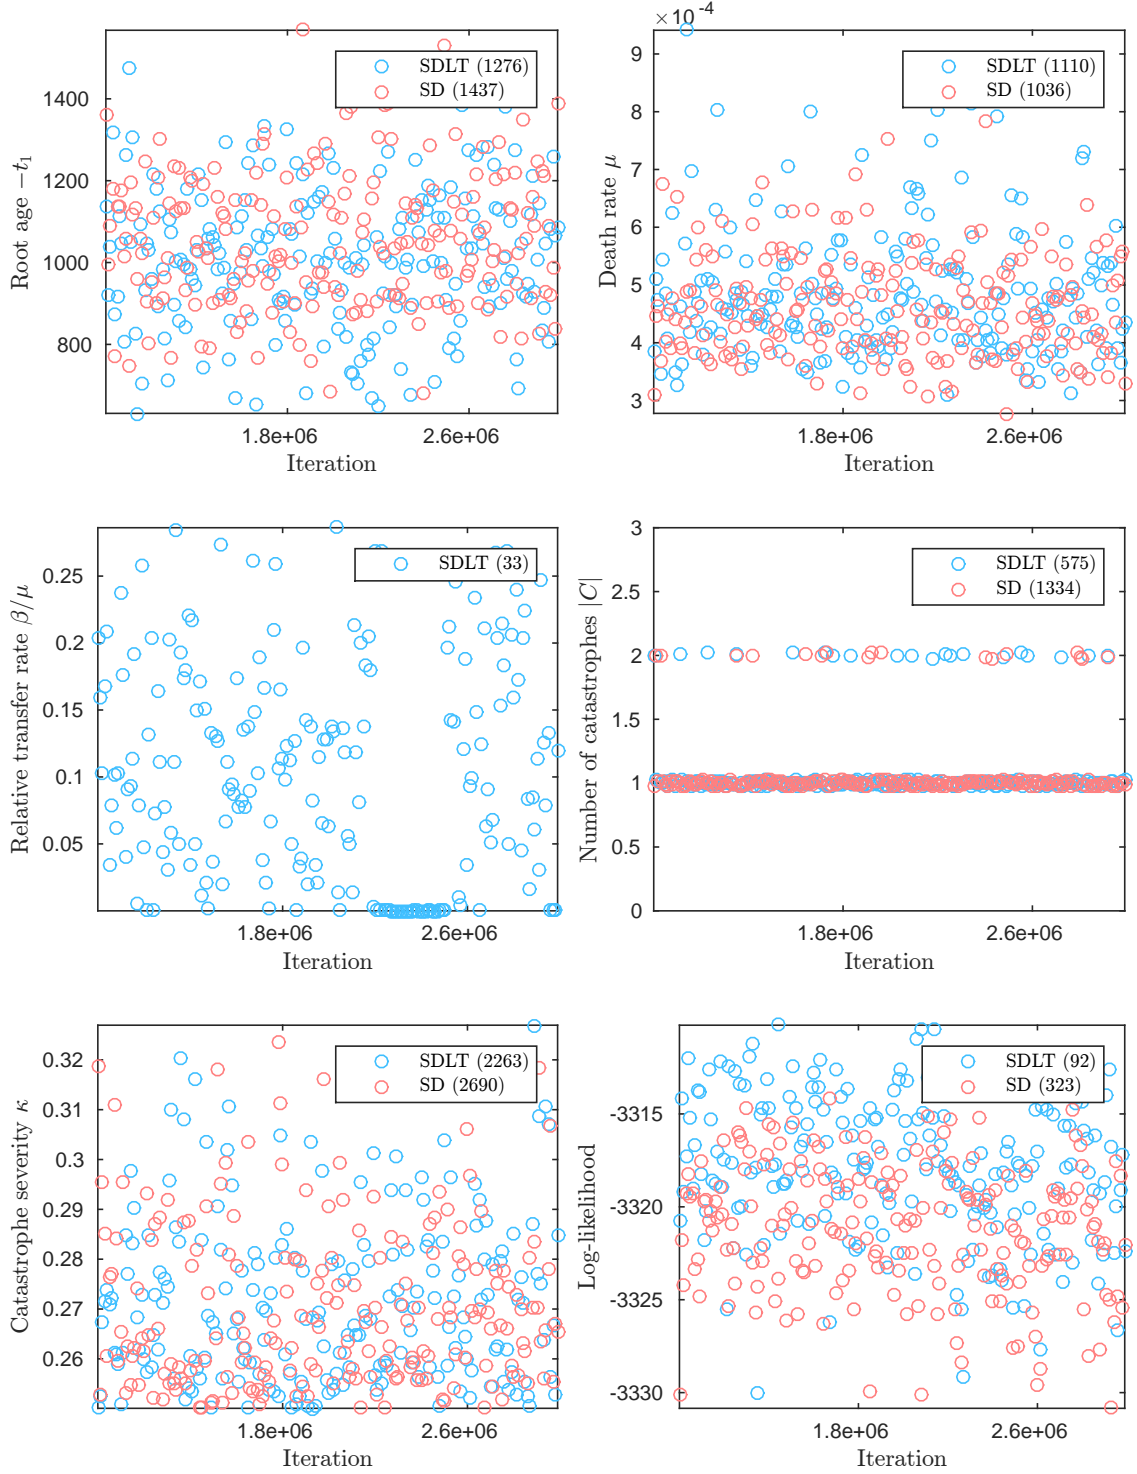 SDLT (1276)
SD (1437)
1400
1200
1000
800
Root age −t₁
1.8e+06 2.6e+06
Iteration
×10⁻⁴
SDLT (1110)
SD (1036)
9
8
7
6
5
4
3
Death rate μ
1.8e+06 2.6e+06
Iteration
SDLT (33)
0.25
0.2
0.15
0.1
0.05
Relative transfer rate β/μ
1.8e+06 2.6e+06
Iteration
SDLT (575)
SD (1334)
3
2.5
2
1.5
1
0.5
0
Number of catastrophes |C|
1.8e+06 2.6e+06
Iteration
SDLT (2263)
SD (2690)
0.32
0.31
0.3
0.29
0.28
0.27
0.26
Catastrophe severity κ
1.8e+06 2.6e+06
Iteration
SDLT (92)
SD (323)
-3315
-3320
-3325
-3330
Log-likelihood
1.8e+06 2.6e+06
Iteration